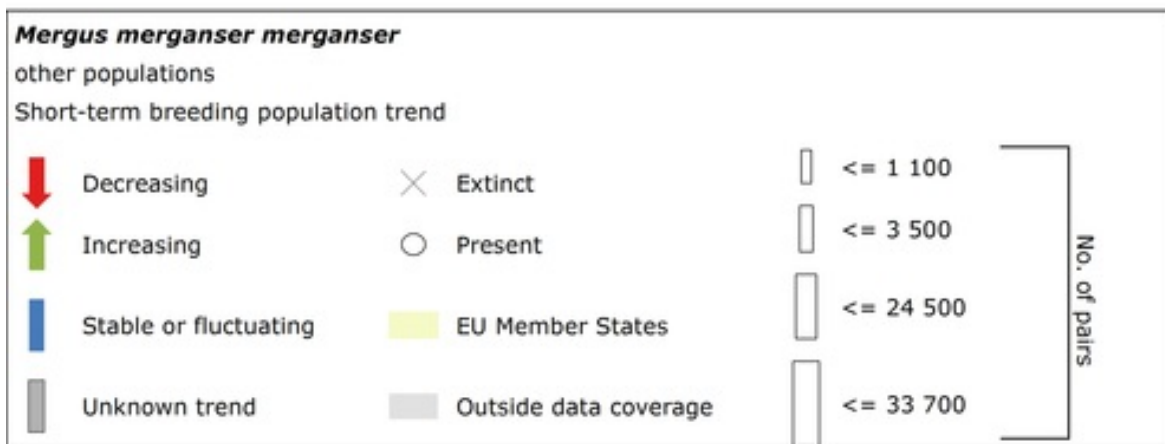 Mergus merganser merganser
other populations
Short-term breeding population trend
Decreasing
Increasing
Stable or fluctuating
Unknown trend
Extinct
Present
EU Member States
Outside data coverage
<= 1 100
<= 3 500
<= 24 500
<= 33 700
No. of pairs